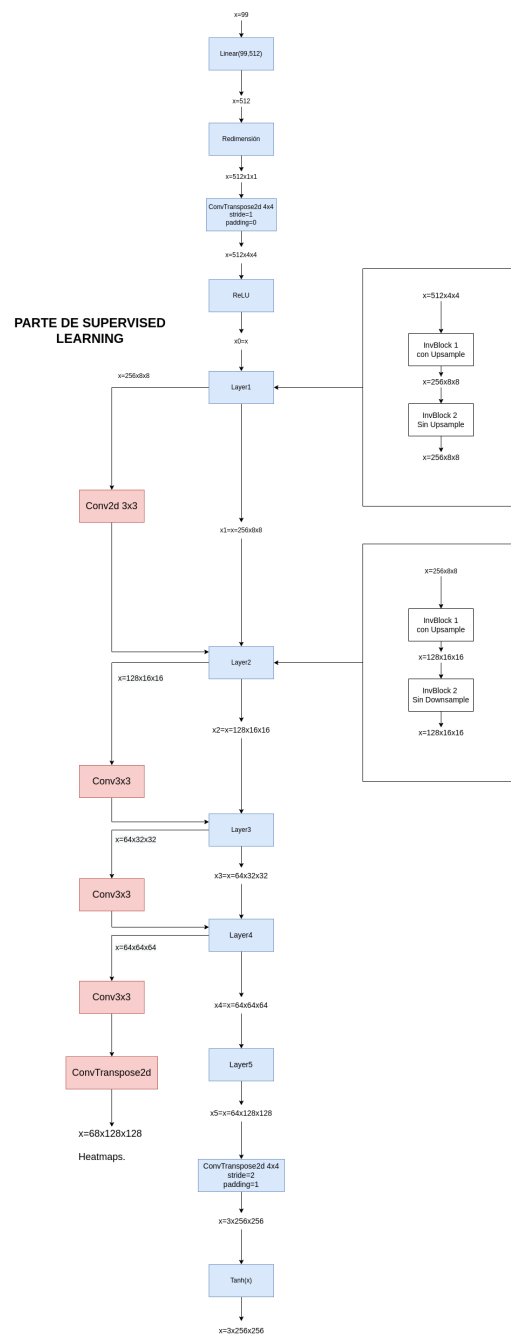 x=99
Linear(99,512)
x=512
Redimensión
x=512x1x1
ConvTranspose2d 4x4
stride=1
padding=0
x=512x4x4
ReLU
x0=x
PARTE DE SUPERVISED
LEARNING
x=256x8x8
Layer1
x=512x4x4
InvBlock 1
con Upsample
x=256x8x8
InvBlock 2
Sin Upsample
x=256x8x8
Conv2d 3x3
x1=x=256x8x8
x=256x8x8
InvBlock 1
con Upsample
x=128x16x16
InvBlock 2
Sin Downsample
x=128x16x16
Layer2
x=128x16x16
x2=x=128x16x16
Conv3x3
Layer3
x=64x32x32
x3=x=64x32x32
Conv3x3
Layer4
x=64x64x64
Conv3x3
x4=x=64x64x64
ConvTranspose2d
Layer5
x=68x128x128
Heatmaps.
x5=x=64x128x128
ConvTranspose2d 4x4
stride=2
padding=1
x=3x256x256
Tanh(x)
x=3x256x256